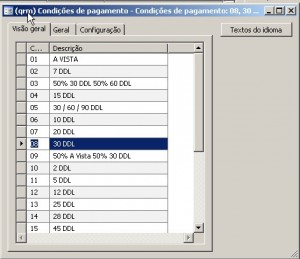 (qrm) Condições de pagamento - Condições de pagamento: 08, 30 ...
Visão geral Geral Configuração
Textos do idioma
C... Descrição
01 A VISTA
02 7 DDL
03 50% 30 DDL 50% 60 DDL
04 15 DDL
05 30 / 60 / 90 DDL
06 10 DDL
07 20 DDL
08 30 DDL
09 50% A Vista 50% 30 DDL
10 2 DDL
11 5 DDL
12 12 DDL
13 25 DDL
14 28 DDL
15 45 DDL